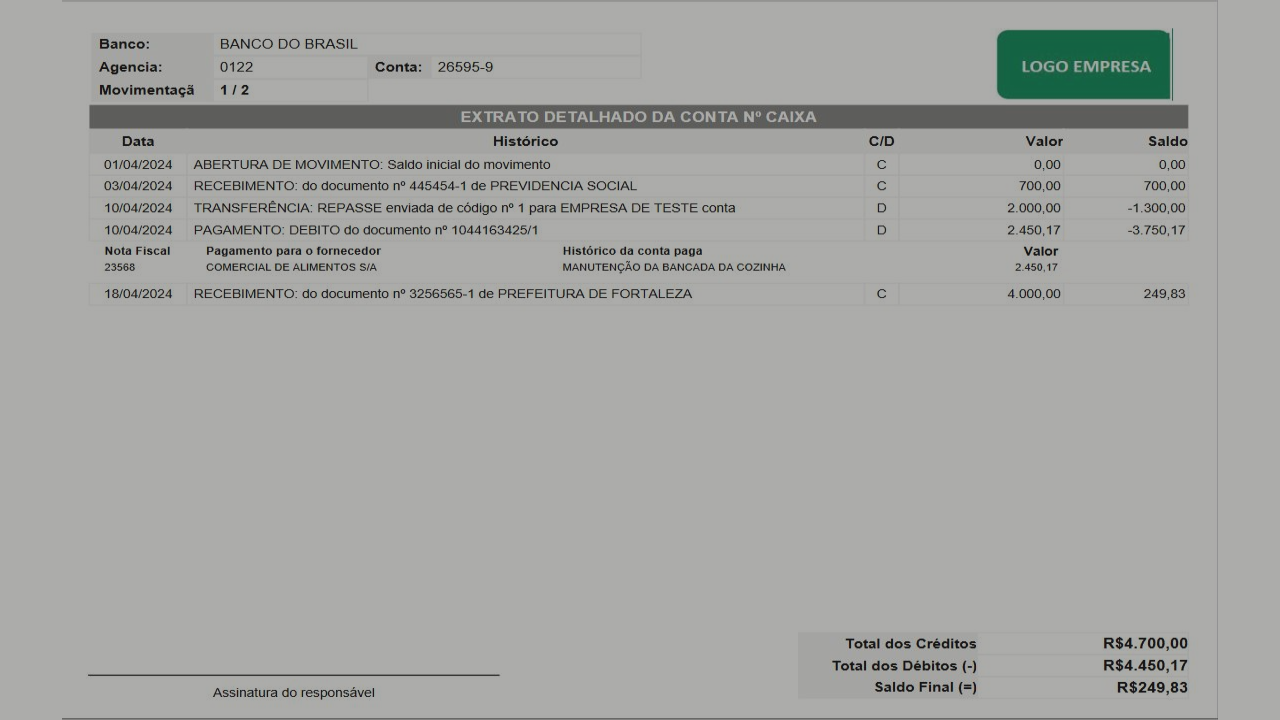 Banco: BANCO DO BRASIL
LOGO EMPRESA
Agencia: 0122 Conta: 26595-9
Movimentaçã 1 / 2
EXTRATO DETALHADO DA CONTA Nº CAIXA
Data Histórico C/D Valor Saldo
01/04/2024 ABERTURA DE MOVIMENTO: Saldo inicial do movimento C 0,00 0,00
03/04/2024 RECEBIMENTO: do documento nº 445454-1 de PREVIDENCIA SOCIAL C 700,00 700,00
10/04/2024 TRANSFERÊNCIA: REPASSE enviada de código nº 1 para EMPRESA DE TESTE conta D 2.000,00 -1.300,00
10/04/2024 PAGAMENTO: DEBITO do documento nº 1044163425/1 D 2.450,17 -3.750,17
Nota Fiscal Pagamento para o fornecedor Histórico da conta paga Valor
23568 COMERCIAL DE ALIMENTOS S/A MANUTENÇÃO DA BANCADA DA COZINHA 2.450,17
18/04/2024 RECEBIMENTO: do documento nº 3256565-1 de PREFEITURA DE FORTALEZA C 4.000,00 249,83
Total dos Créditos R$4.700,00
Total dos Débitos (-) R$4.450,17
Saldo Final (=) R$249,83
Assinatura do responsável